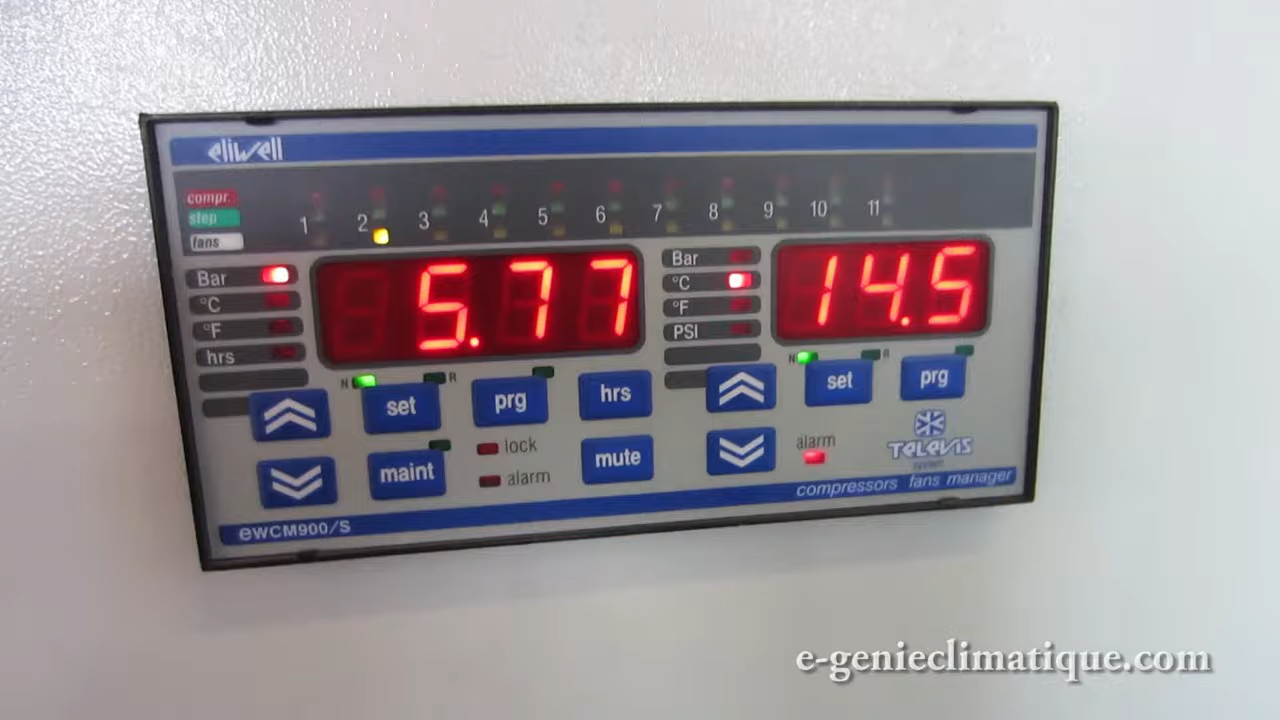 eliwell
compr.
step
fans
1 2 3 4 5 6 7 8 9 10 11
Bar
°C
°F
hrs
5.77
Bar
°C
°F
PSI
14.5
N R
set
prg
hrs
N R
set
prg
maint
lock
alarm
mute
alarm
TELEVIS
system
compressors fans manager
EWCM900/S
e-genieclimatique.com